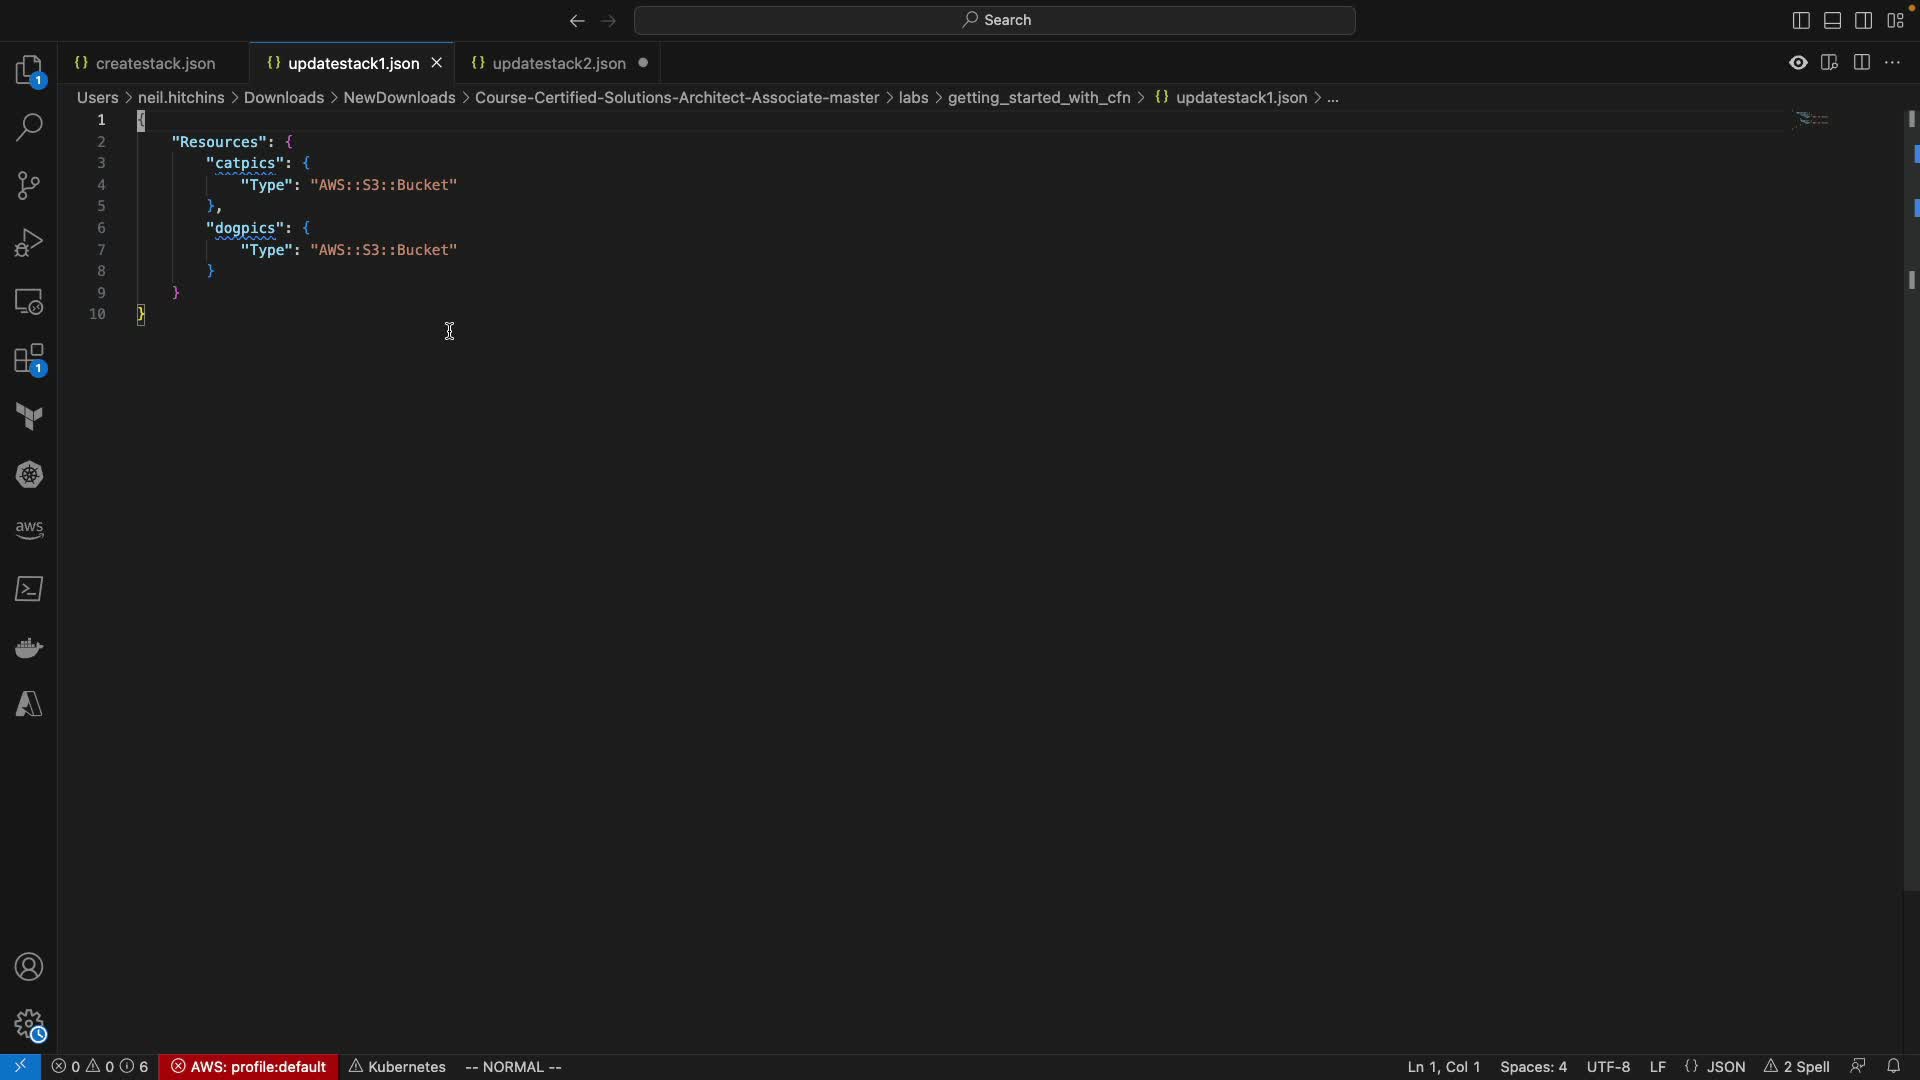 Search
createstack.json
updatestack1.json
updatestack2.json
Users > neil.hitchins > Downloads > NewDownloads > Course-Certified-Solutions-Architect-Associate-master > labs > getting_started_with_cfn > {} updatestack1.json > ...
1 {
2 "Resources": {
3 "catpics": {
4 "Type": "AWS::S3::Bucket"
5 },
6 "dogpics": {
7 "Type": "AWS::S3::Bucket"
8 }
9 }
10 }
1
1
aws
0 0 6 AWS: profile:default Kubernetes -- NORMAL -- Ln 1, Col 1 Spaces: 4 UTF-8 LF {} JSON 2 Spell